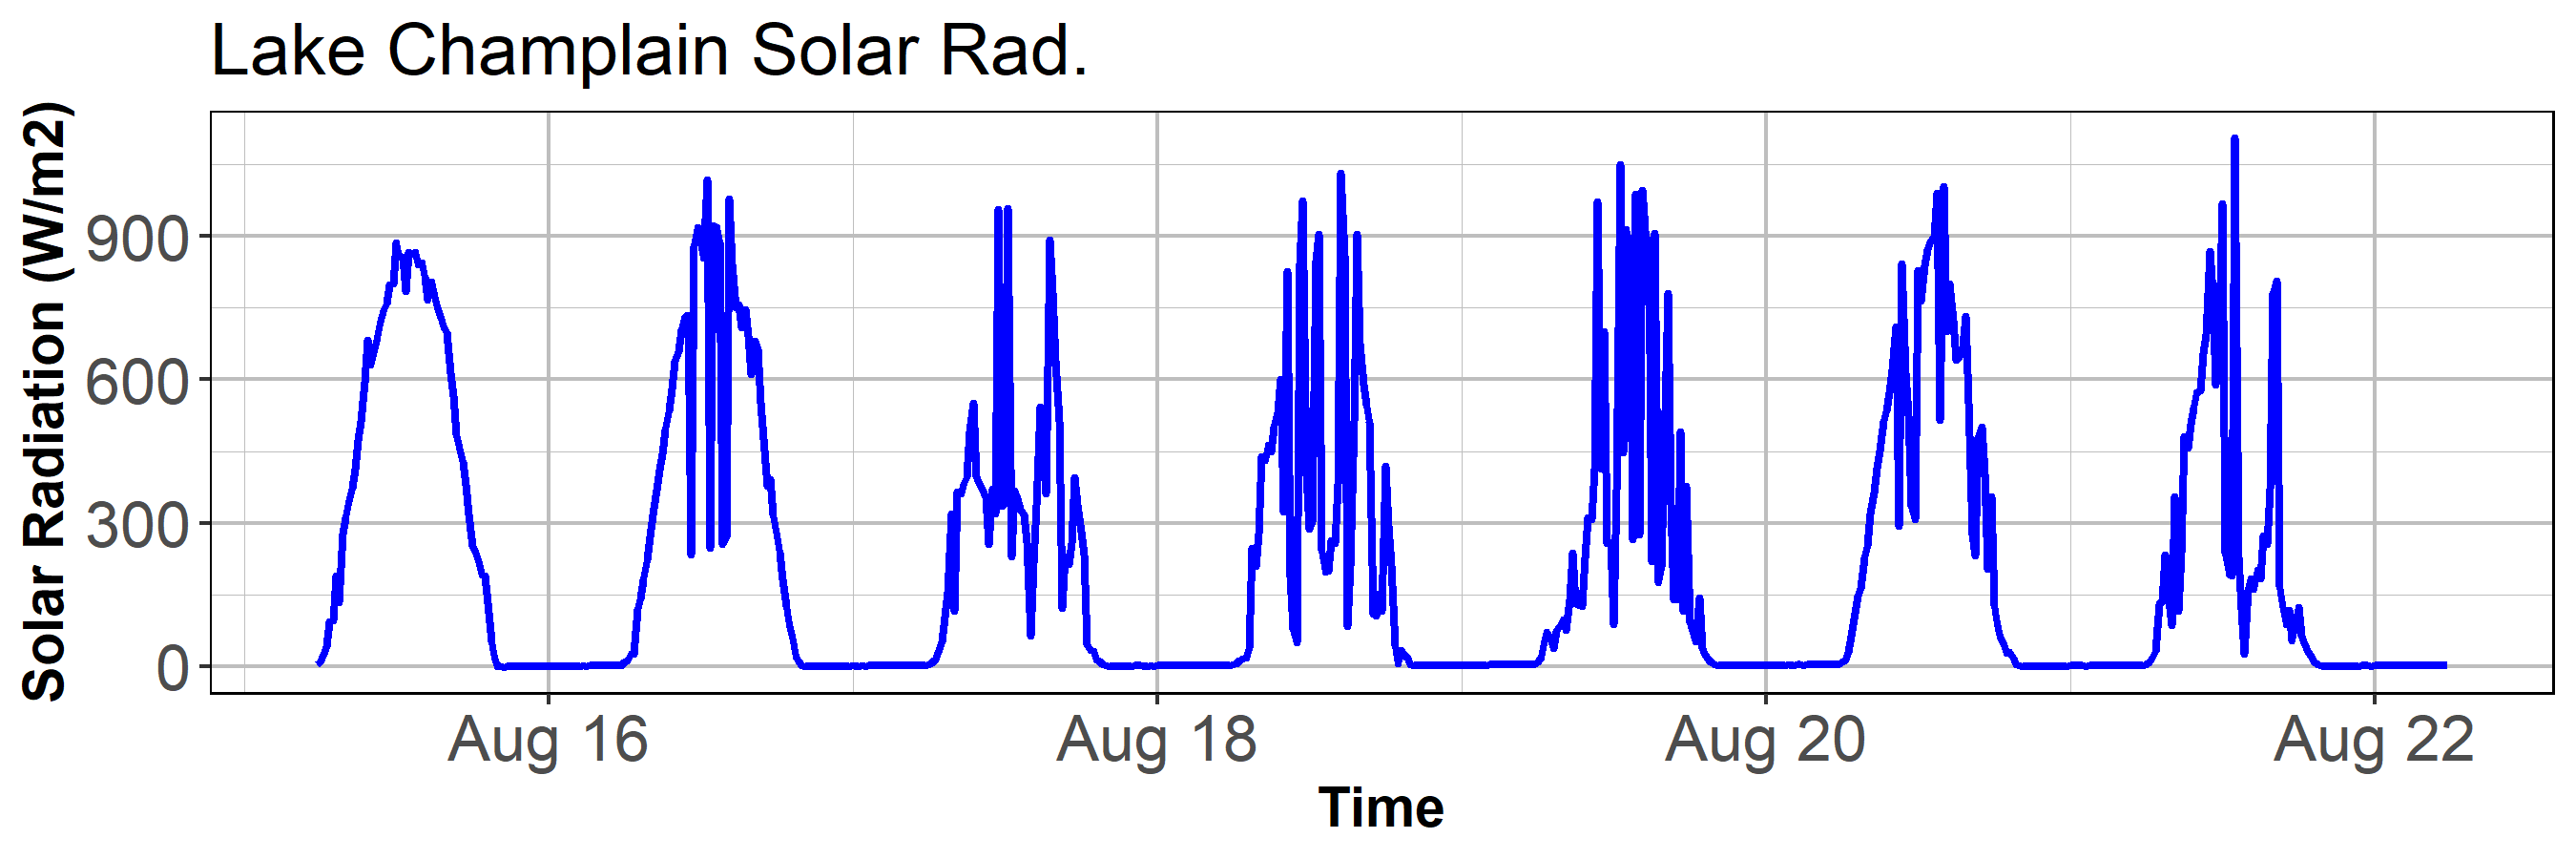 Lake Champlain Solar Rad.
Solar Radiation (W/m2)
900
600
300
0
Aug 16 Aug 18 Aug 20 Aug 22
Time